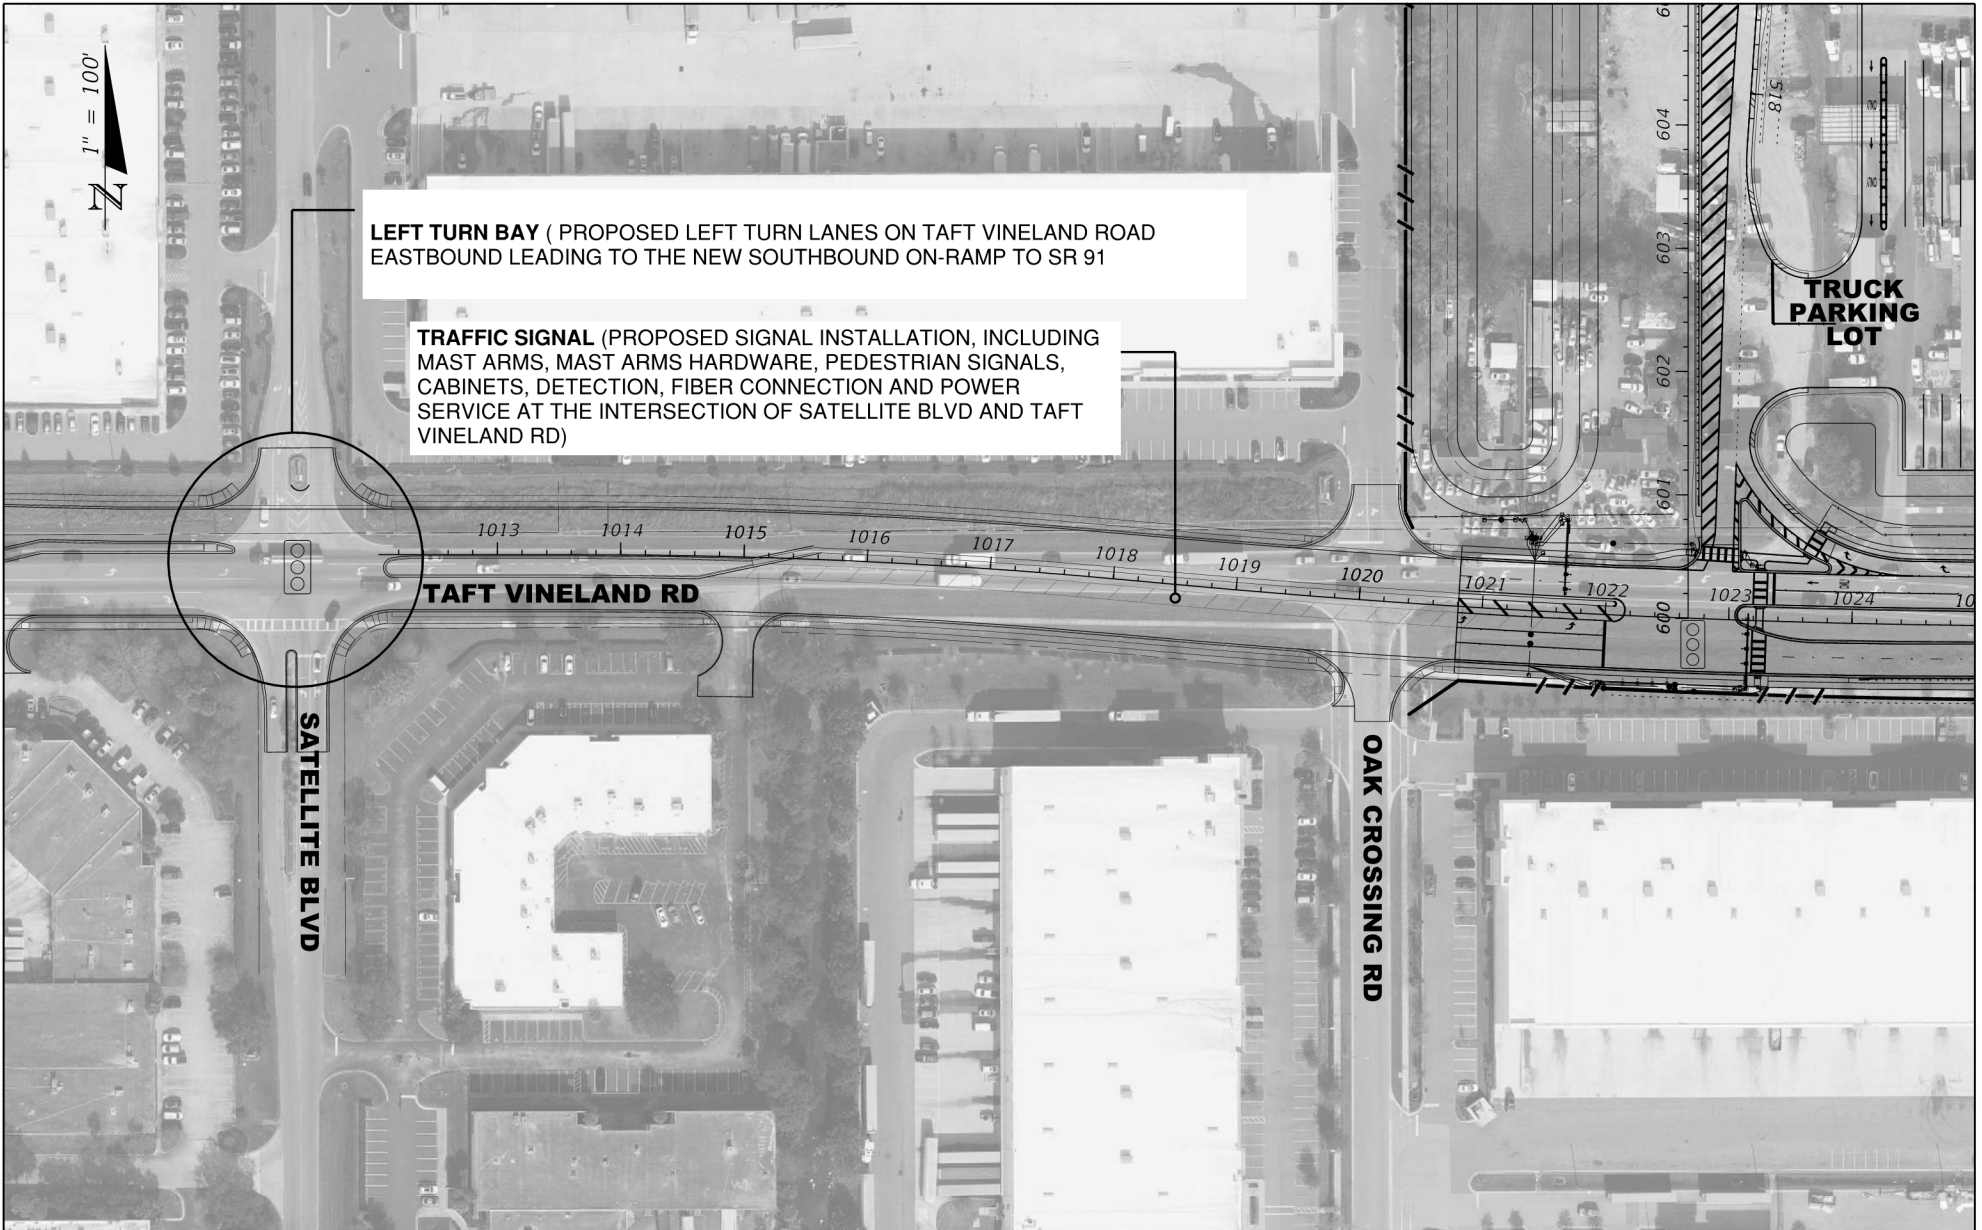 1" = 100'
N
518
604
603
602
601
600
LEFT TURN BAY ( PROPOSED LEFT TURN LANES ON TAFT VINELAND ROAD
EASTBOUND LEADING TO THE NEW SOUTHBOUND ON-RAMP TO SR 91
TRAFFIC SIGNAL (PROPOSED SIGNAL INSTALLATION, INCLUDING
MAST ARMS, MAST ARMS HARDWARE, PEDESTRIAN SIGNALS,
CABINETS, DETECTION, FIBER CONNECTION AND POWER
SERVICE AT THE INTERSECTION OF SATELLITE BLVD AND TAFT
VINELAND RD)
TRUCK
PARKING
LOT
1013
1014
1015
1016
1017
1018
1019
1020
1021
1022
1023
1024
TAFT VINELAND RD
SATELLITE BLVD
OAK CROSSING RD